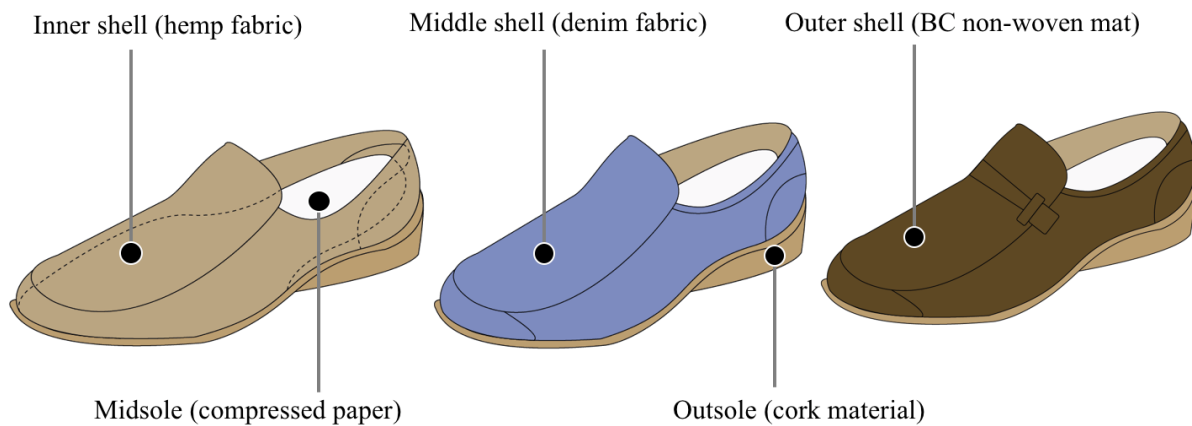 Inner shell (hemp fabric)
Middle shell (denim fabric)
Outer shell (BC non-woven mat)
Midsole (compressed paper)
Outsole (cork material)